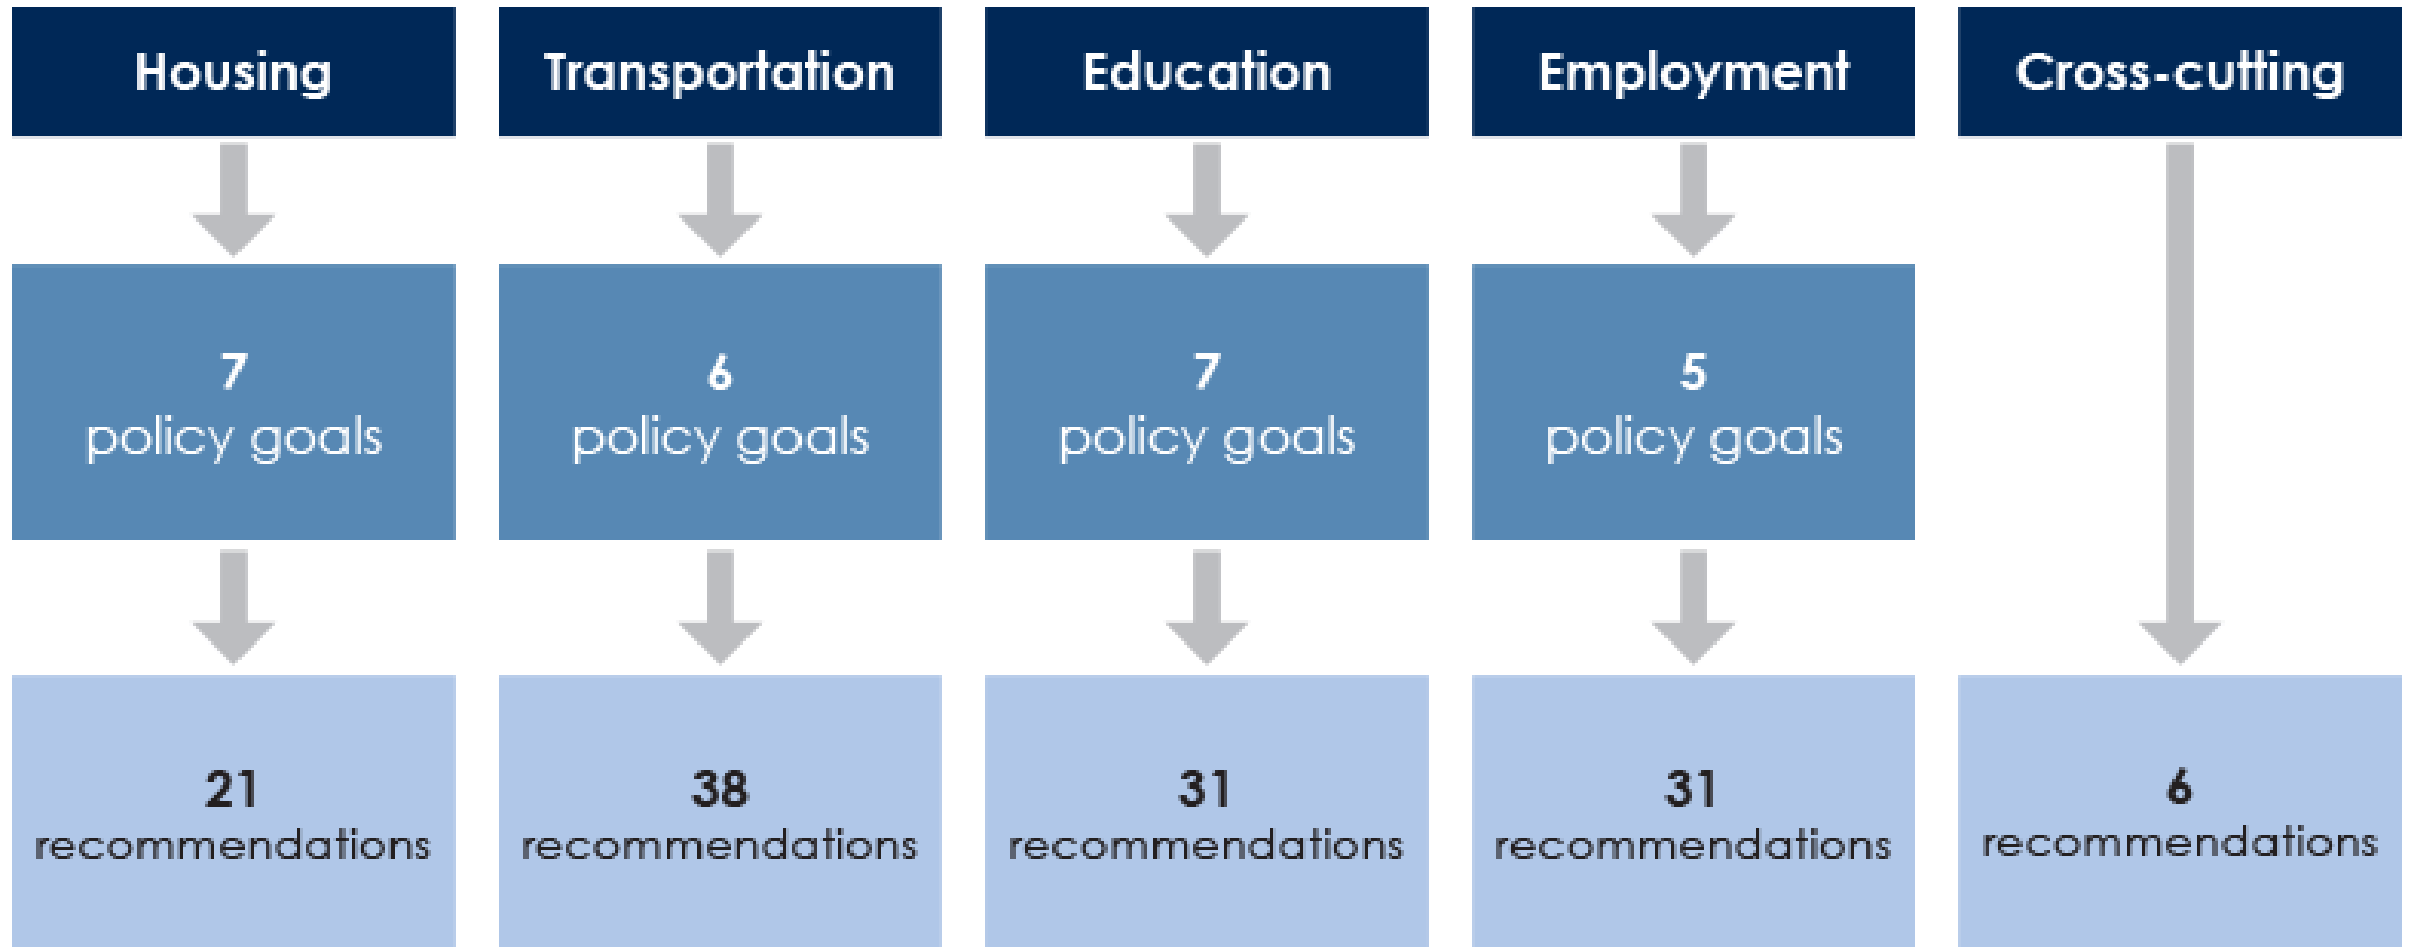 Housing
Transportation
Education
Employment
Cross-cutting
7
policy goals
6
policy goals
7
policy goals
5
policy goals
21
recommendations
38
recommendations
31
recommendations
31
recommendations
6
recommendations